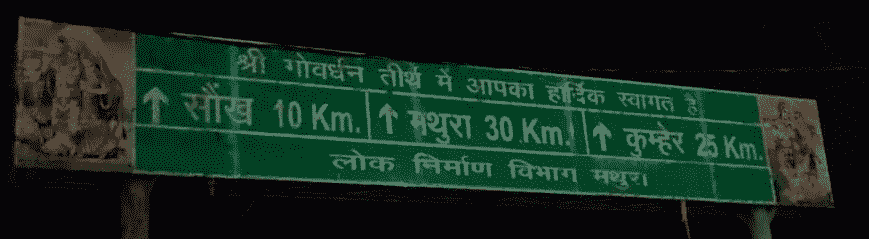 श्री गोवर्धन तीर्थ में आपका हार्दिक स्वागत है
↑ सौंख 10 Km. ↑ मथुरा 30 Km. ↑ कुम्हेर 25 Km.
लोक निर्माण विभाग मथुरा